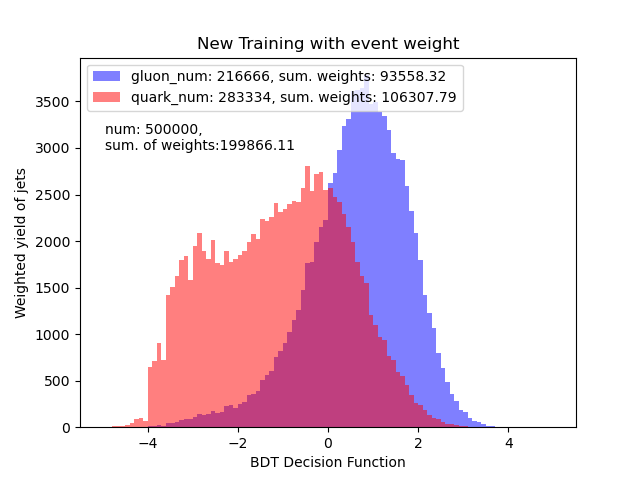 New Training with event weight
gluon_num: 216666, sum. weights: 93558.32
quark_num: 283334, sum. weights: 106307.79
num: 500000,
sum. of weights:199866.11
Weighted yield of jets
3500
3000
2500
2000
1500
1000
500
0
−4
−2
0
2
4
BDT Decision Function